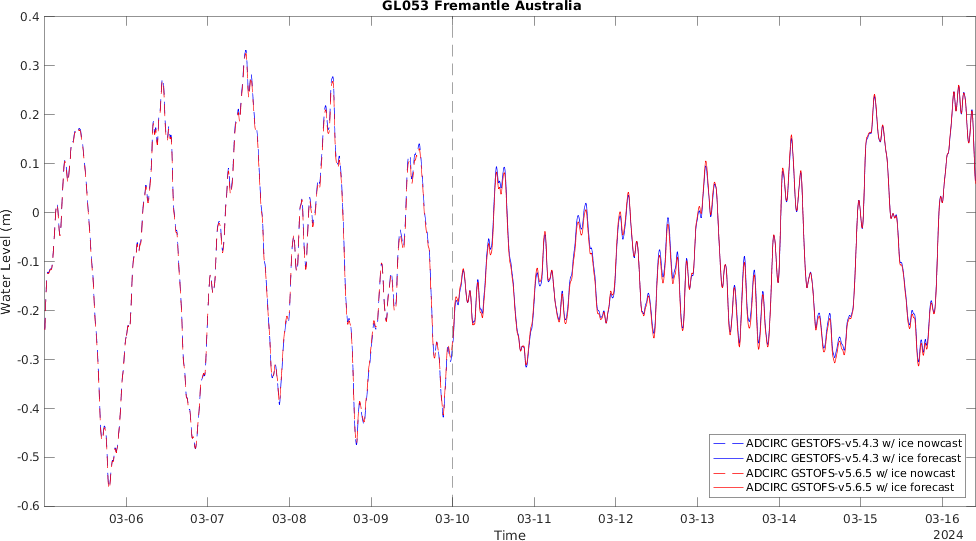 GL053 Fremantle Australia
0.4
0.3
0.2
0.1
0
-0.1
-0.2
-0.3
-0.4
-0.5
-0.6
Water Level (m)
ADCIRC GESTOFS-v5.4.3 w/ ice nowcast
ADCIRC GESTOFS-v5.4.3 w/ ice forecast
ADCIRC GSTOFS-v5.6.5 w/ ice nowcast
ADCIRC GSTOFS-v5.6.5 w/ ice forecast
03-06 03-07 03-08 03-09 03-10 03-11 03-12 03-13 03-14 03-15 03-16
Time
2024